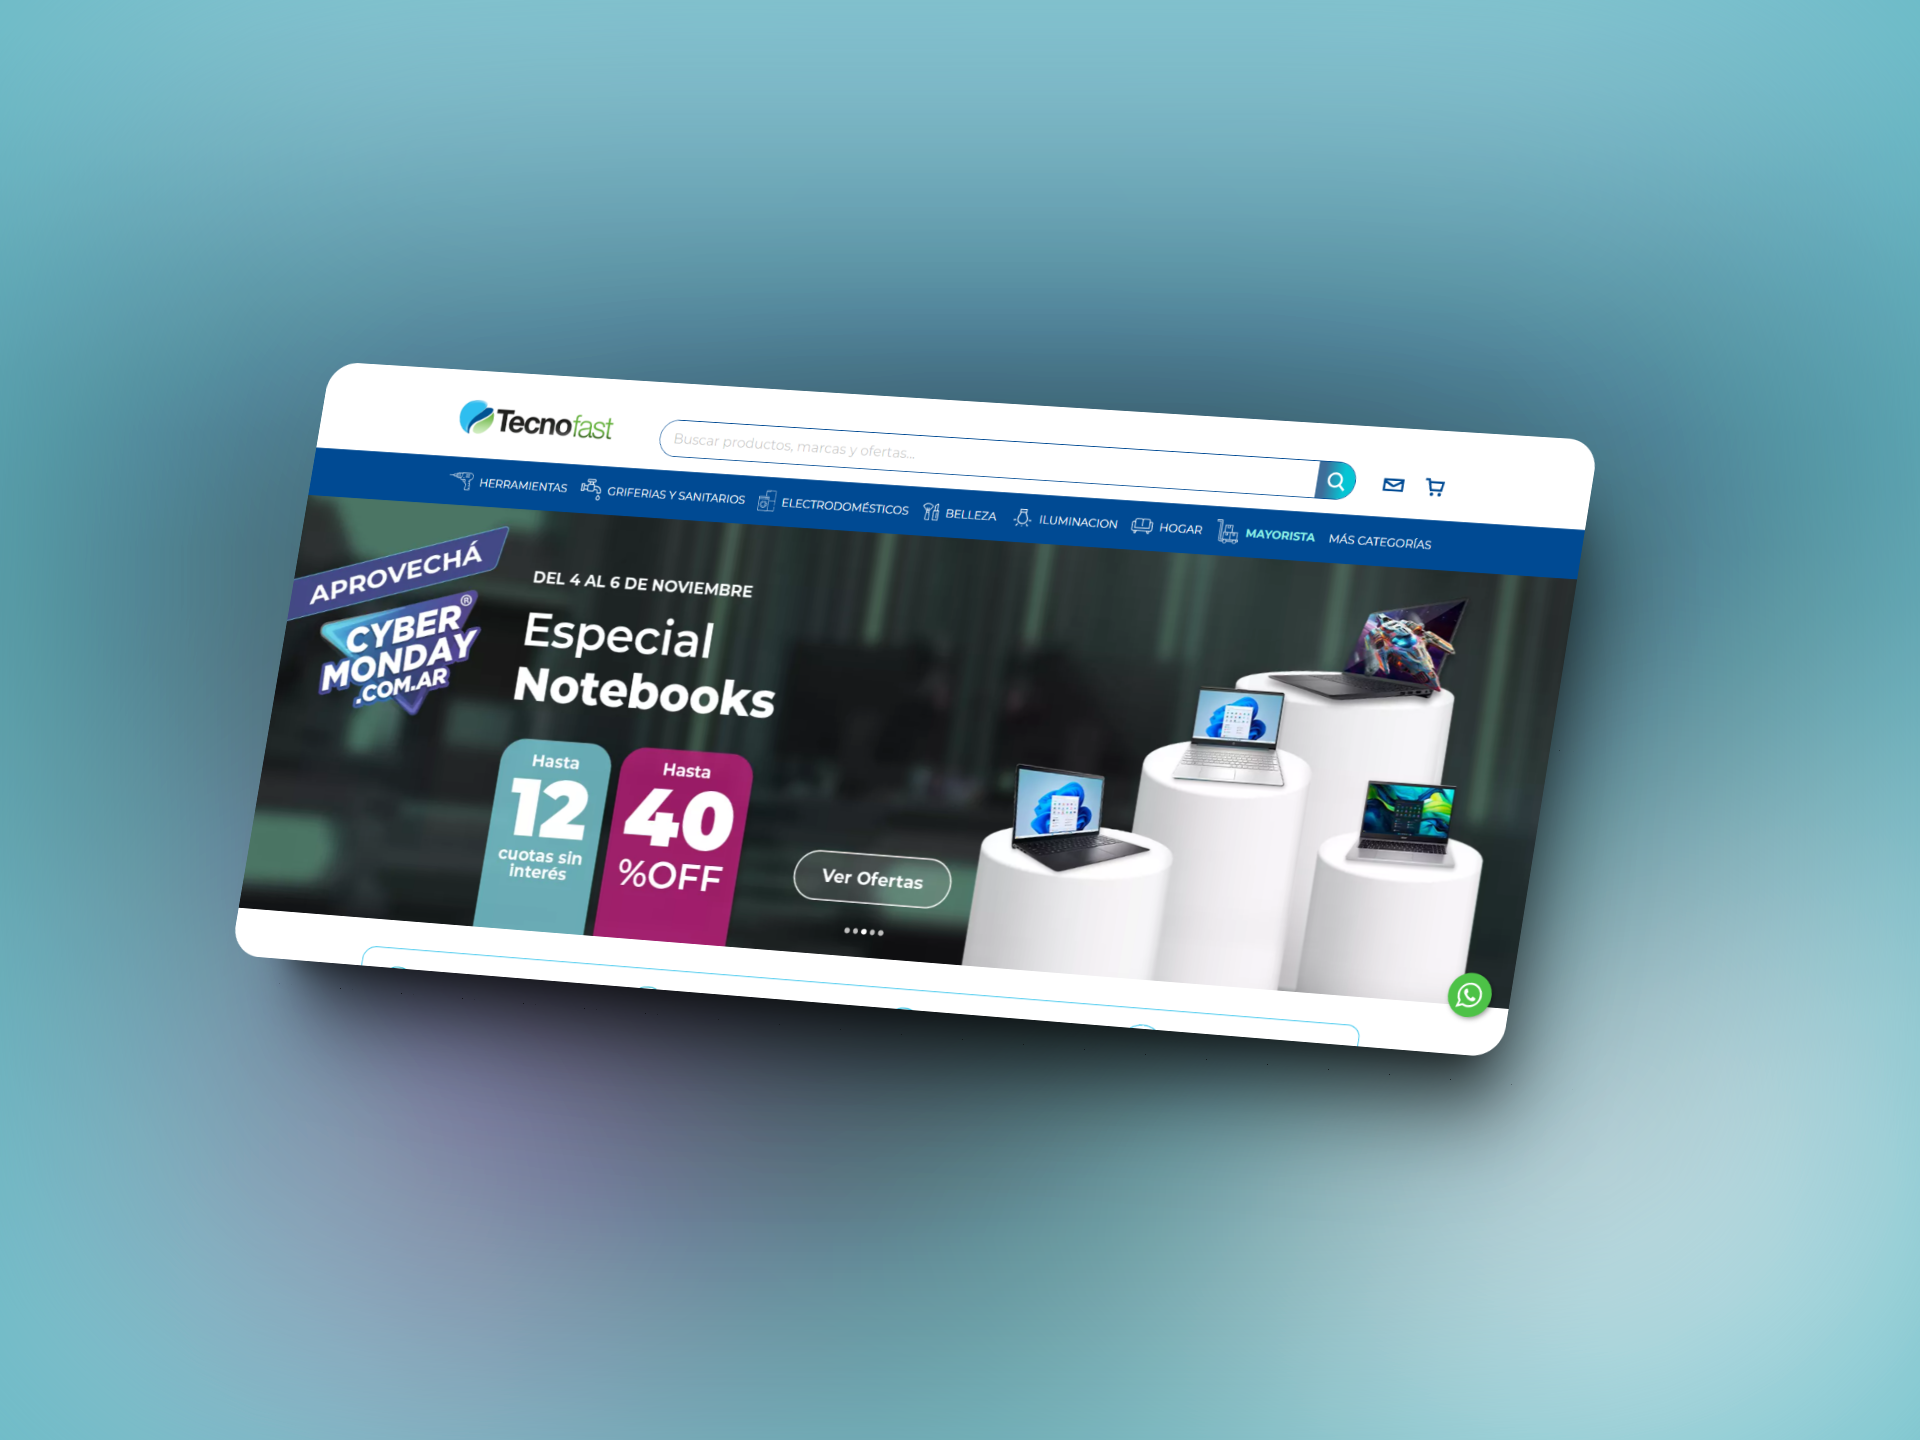 Tecnofast
Buscar productos, marcas y ofertas...
HERRAMIENTAS
GRIFERIAS Y SANITARIOS
ELECTRODOMÉSTICOS
BELLEZA
ILUMINACION
HOGAR
MAYORISTA
MÁS CATEGORÍAS
APROVECHÁ
CYBER®
MONDAY
.COM.AR
DEL 4 AL 6 DE NOVIEMBRE
Especial
Notebooks
Hasta
12
cuotas sin
interés
Hasta
40
%OFF
Ver Ofertas